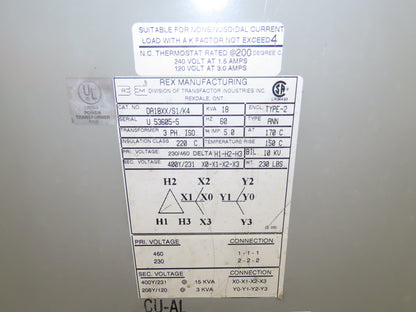 SUITABLE FOR NONSINUSOIDAL CURRENT
LOAD WITH A K FACTOR NOT EXCEED 4
N.C. THERMOSTAT RATED @200 DEGREE C
240 VOLT AT 1.5 AMPS
120 VOLT AT 3.0 AMPS
REX MANUFACTURING
DIVISION OF TRANSFACTOR INDUSTRIES INC.
REXDALE, ONT.
UL
CAT. NO. DA18XX/S1/K4 KVA 18 ENCL. TYPE-2
SERIAL U 53605-S HZ 60 TYPE ANN
TRANSFORMER 3 PH ISO. % IMP 5.0 AT 170 C
INSULATION CLASS 220 C. TEMPERATURE RISE 150 C
PRI. VOLTAGE 230/460 DELTA H1-H2-H3 BIL 10 KV
SEC. VOLTAGE 400Y/231 X0-X1-X2-X3 WT. 230 LBS
H2 X2 Y2
X1 X0 Y1 Y0
H1 H3 X3 Y3
PRI. VOLTAGE CONNECTION
460 1-1-1
230 2-2-2
SEC. VOLTAGE CONNECTION
400Y/231 @ 15 KVA X0-X1-X2-X3
208Y/120 @ 3 KVA Y0-Y1-Y2-Y3
CU-AL